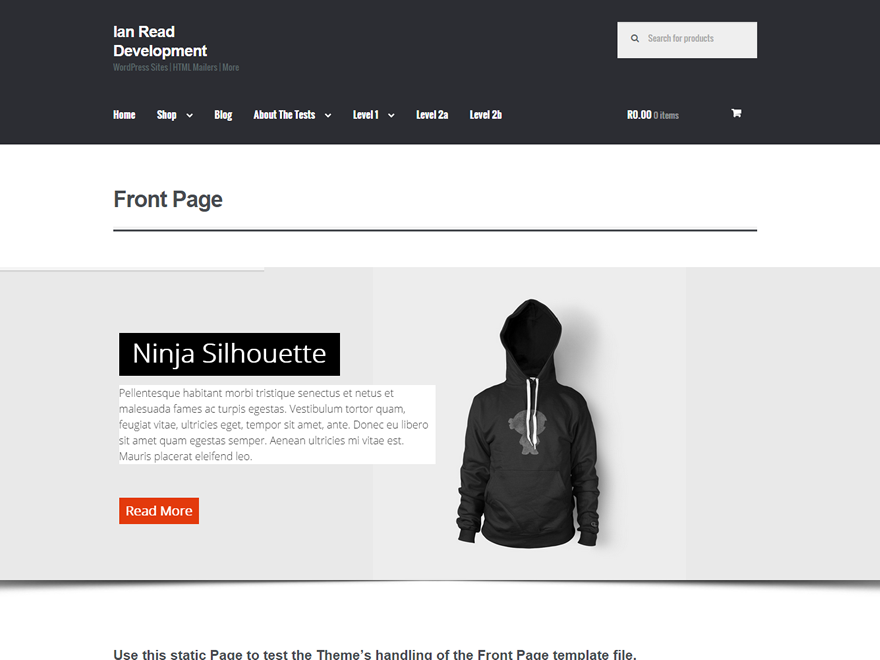 Ian Read
Development
WordPress Sites | HTML Mailers | More
Search for products
Home Shop Blog About The Tests Level 1 Level 2a Level 2b R0.00 0 items
Front Page
Ninja Silhouette
Pellentesque habitant morbi tristique senectus et netus et
malesuada fames ac turpis egestas. Vestibulum tortor quam,
feugiat vitae, ultricies eget, tempor sit amet, ante. Donec eu libero
sit amet quam egestas semper. Aenean ultricies mi vitae est.
Mauris placerat eleifend leo.
Read More
Use this static Page to test the Theme’s handling of the Front Page template file.